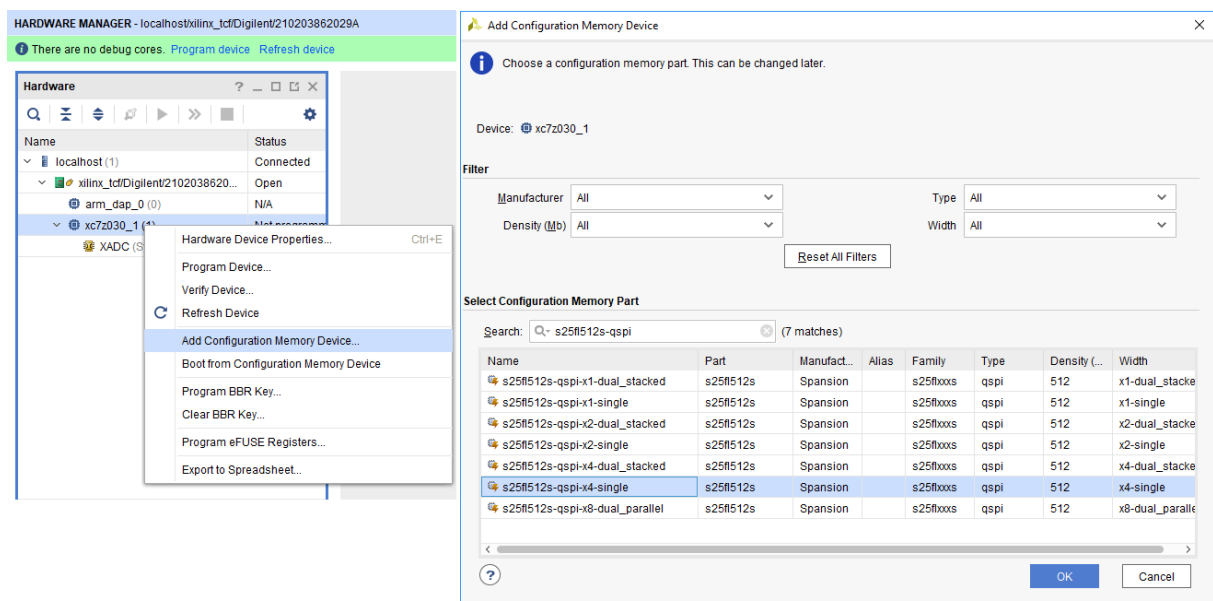 HARDWARE MANAGER - localhost/xilinx_tcf/Digilent/210203862029A
There are no debug cores. Program device Refresh device
Hardware
Name Status
localhost (1) Connected
xilinx_tcf/Digilent/2102038620... Open
arm_dap_0 (0) N/A
xc7z030_1 (1) Not programm
XADC (S
Hardware Device Properties... Ctrl+E
Program Device...
Verify Device...
Refresh Device
Add Configuration Memory Device...
Boot from Configuration Memory Device
Program BBR Key...
Clear BBR Key...
Program eFUSE Registers...
Export to Spreadsheet...
Add Configuration Memory Device
Choose a configuration memory part. This can be changed later.
Device: xc7z030_1
Filter
Manufacturer All Type All
Density (Mb) All Width All
Reset All Filters
Select Configuration Memory Part
Search: s25fl512s-qspi (7 matches)
Name Part Manufact... Alias Family Type Density (... Width
s25fl512s-qspi-x1-dual_stacked s25fl512s Spansion s25flxxxs qspi 512 x1-dual_stacke
s25fl512s-qspi-x1-single s25fl512s Spansion s25flxxxs qspi 512 x1-single
s25fl512s-qspi-x2-dual_stacked s25fl512s Spansion s25flxxxs qspi 512 x2-dual_stacke
s25fl512s-qspi-x2-single s25fl512s Spansion s25flxxxs qspi 512 x2-single
s25fl512s-qspi-x4-dual_stacked s25fl512s Spansion s25flxxxs qspi 512 x4-dual_stacke
s25fl512s-qspi-x4-single s25fl512s Spansion s25flxxxs qspi 512 x4-single
s25fl512s-qspi-x8-dual_parallel s25fl512s Spansion s25flxxxs qspi 512 x8-dual_paralle
OK Cancel